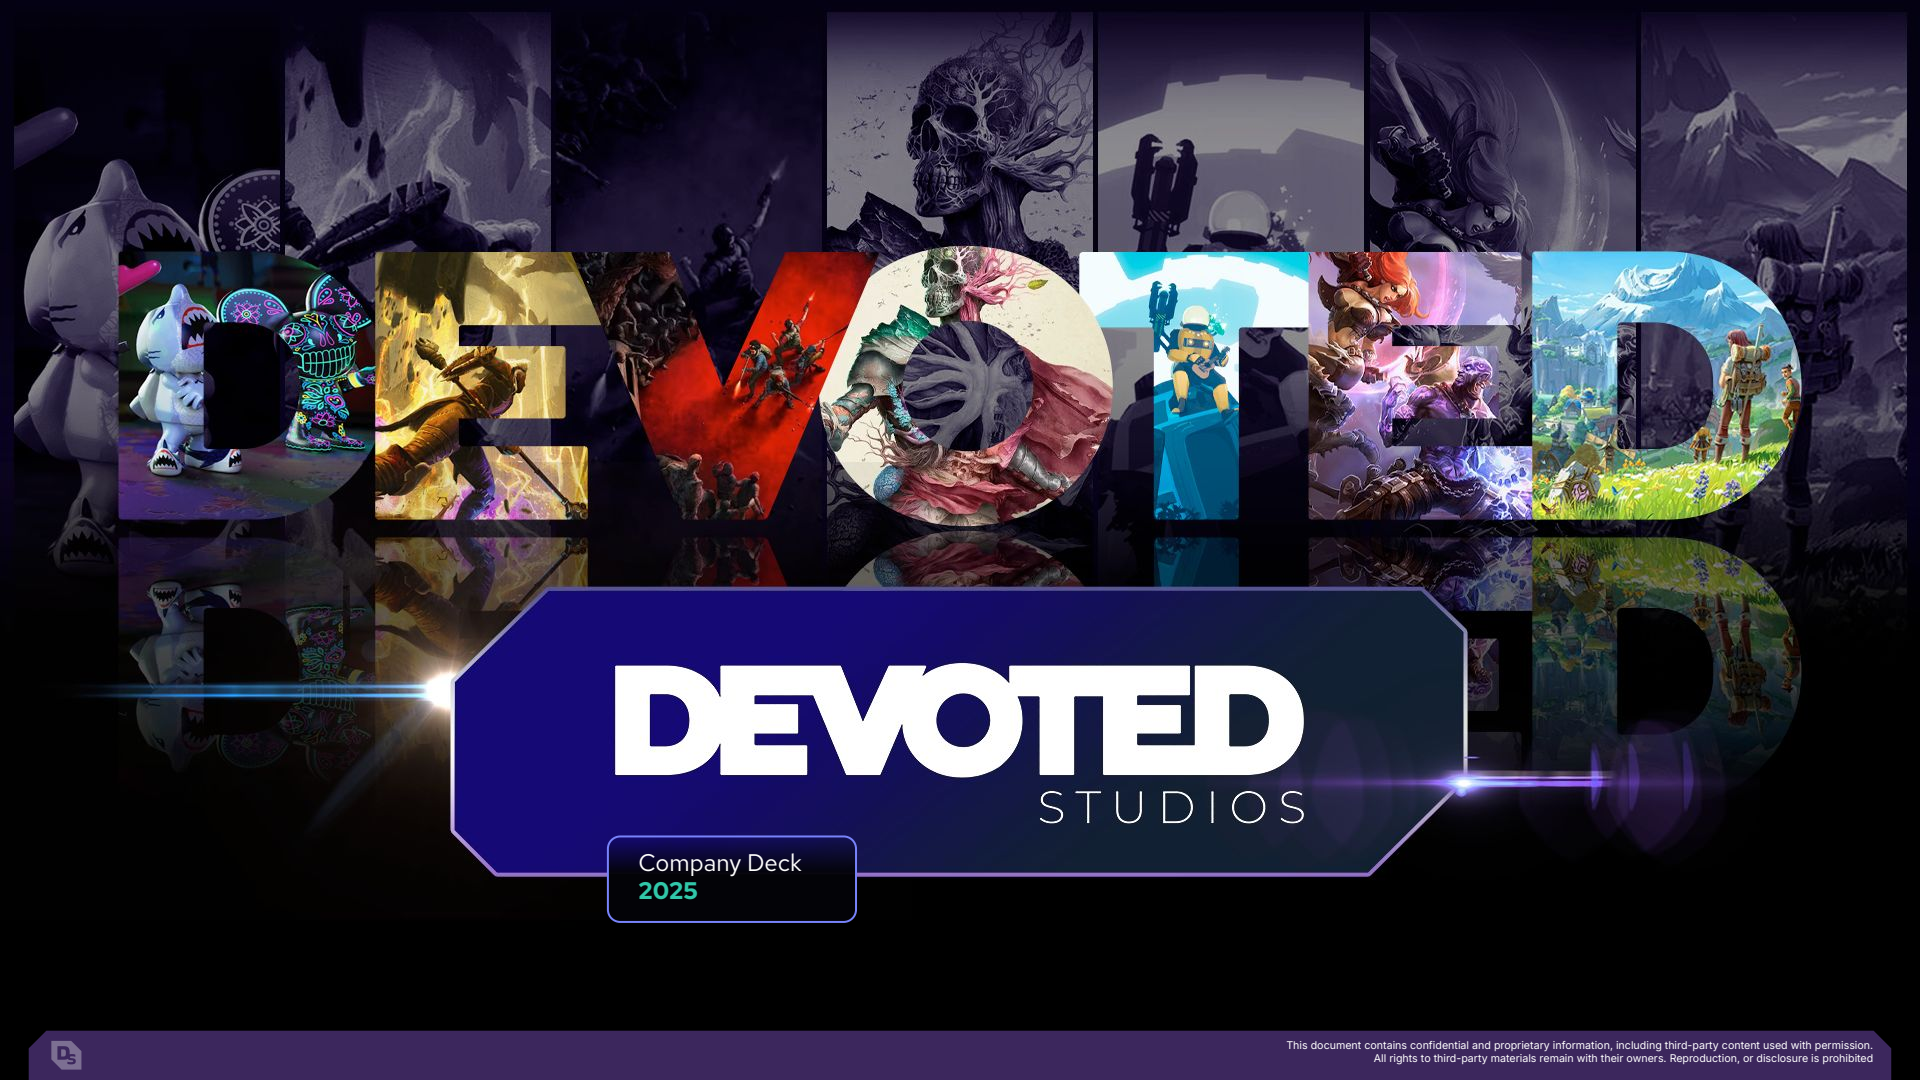 DEVOTED
DEVOTED
STUDIOS
Company Deck
2025
Ds
This document contains confidential and proprietary information, including third-party content used with permission.
All rights to third-party materials remain with their owners. Reproduction, or disclosure is prohibited